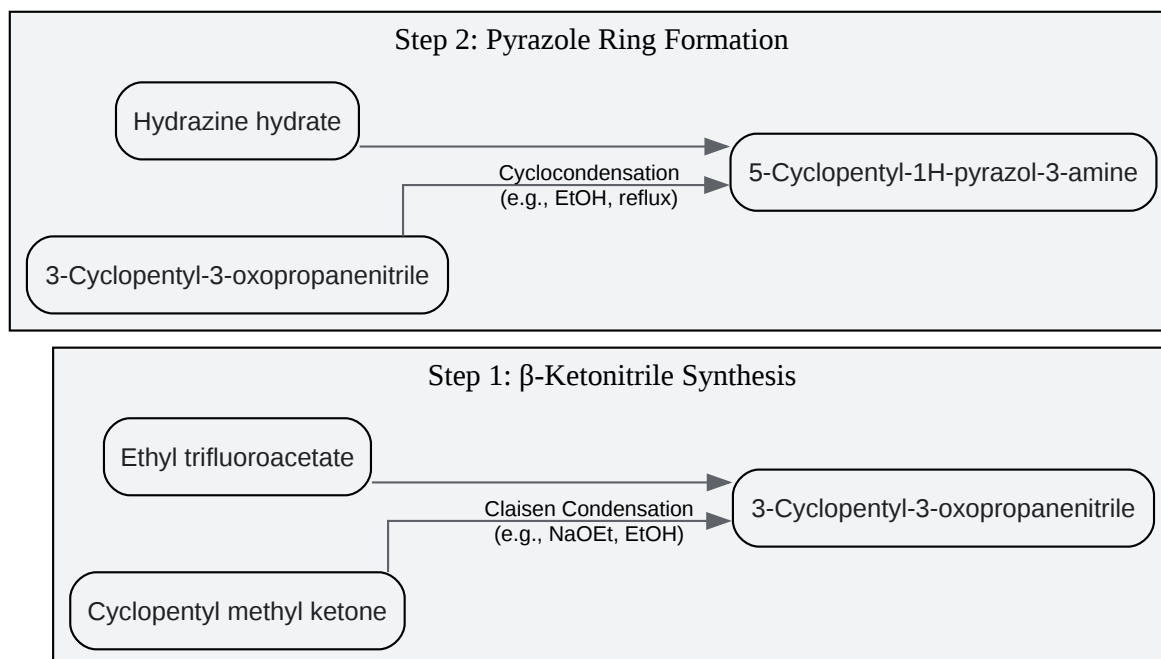 Step 2: Pyrazole Ring Formation
Hydrazine hydrate
Cyclocondensation
(e.g., EtOH, reflux)
5-Cyclopentyl-1H-pyrazol-3-amine
3-Cyclopentyl-3-oxopropanenitrile
Step 1: β-Ketonitrile Synthesis
Ethyl trifluoroacetate
Claisen Condensation
(e.g., NaOEt, EtOH)
3-Cyclopentyl-3-oxopropanenitrile
Cyclopentyl methyl ketone